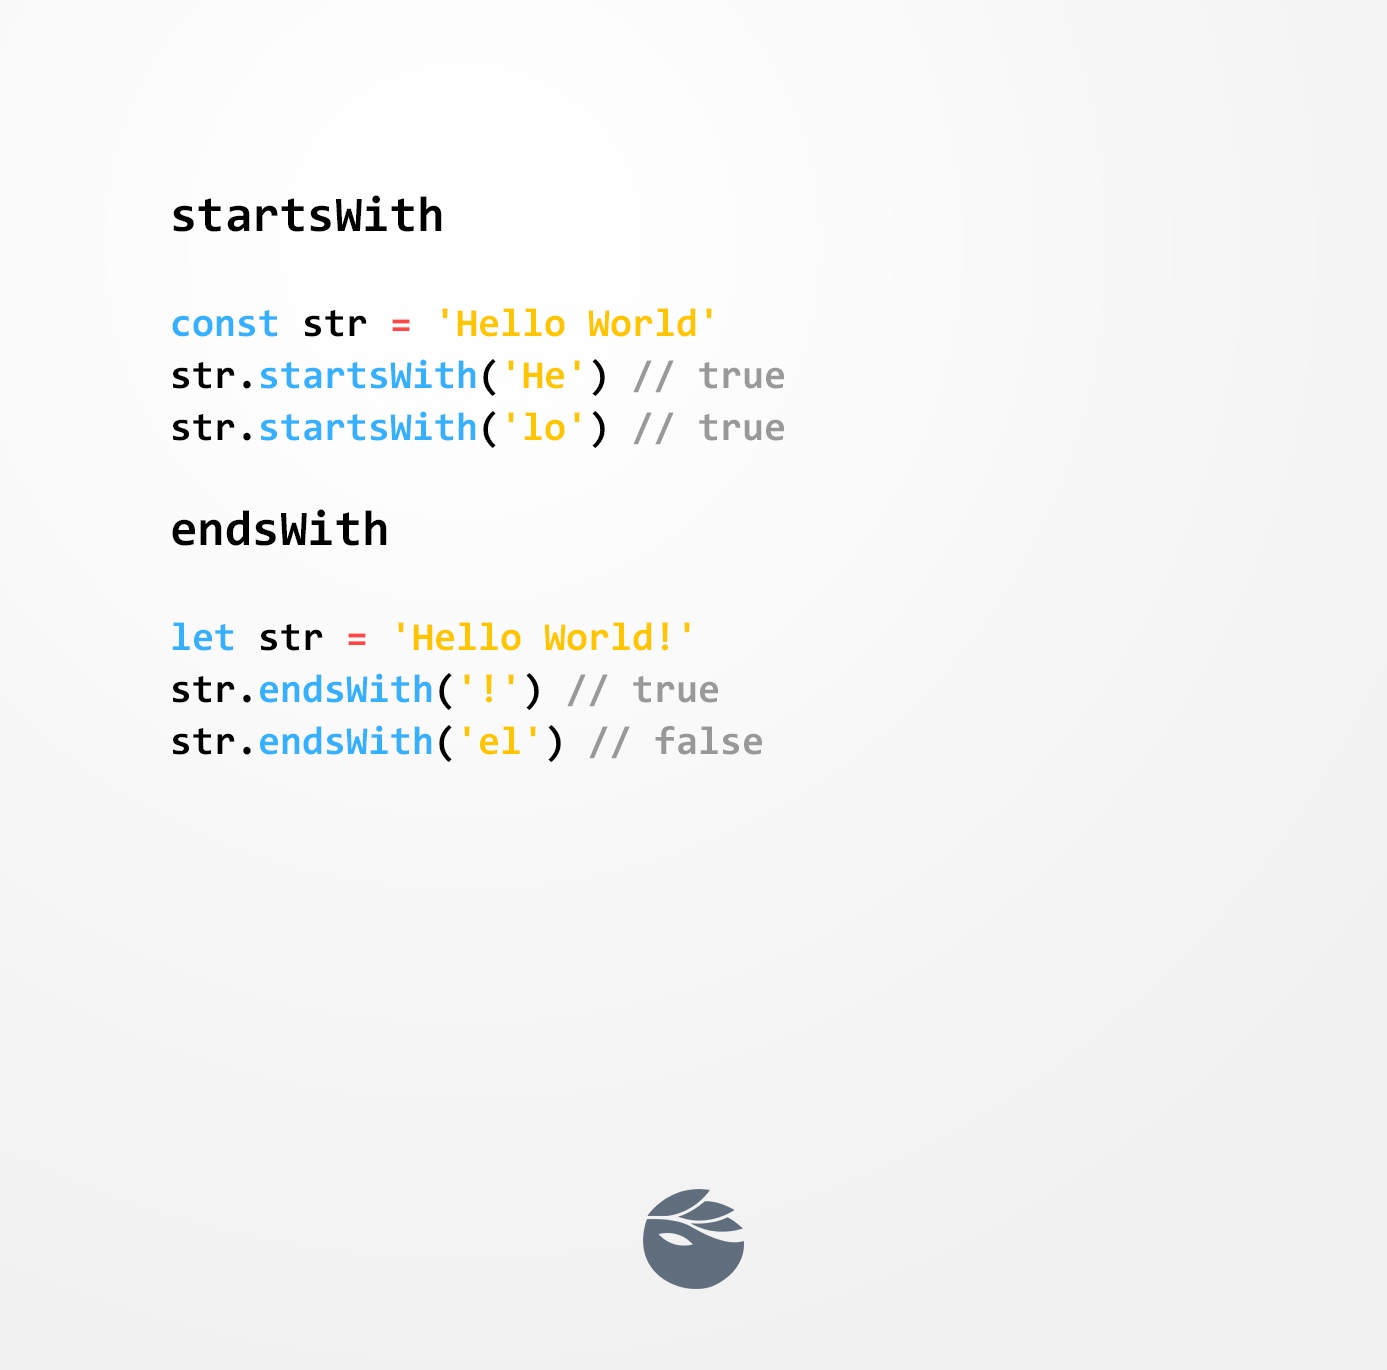 startsWith
const str = 'Hello World'
str.startsWith('He') // true
str.startsWith('lo') // true
endsWith
let str = 'Hello World!'
str.endsWith('!') // true
str.endsWith('el') // false